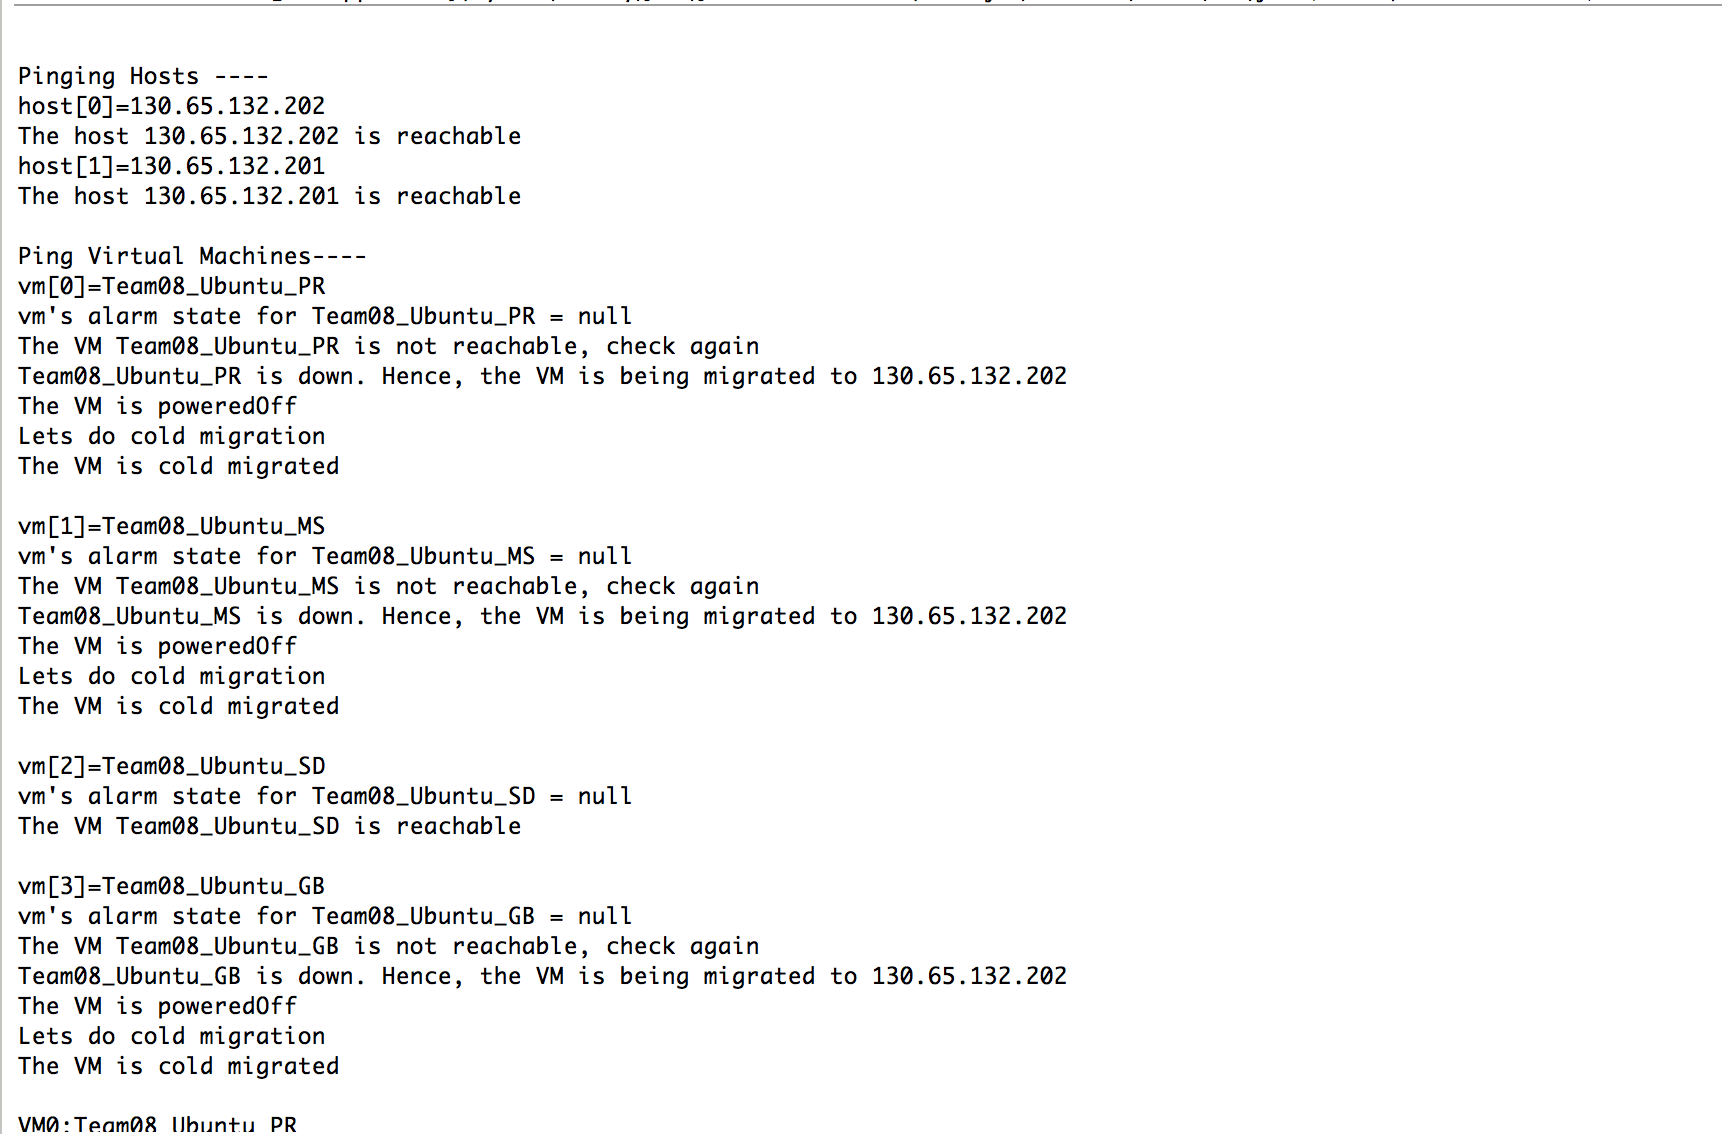 Pinging Hosts ----
host[0]=130.65.132.202
The host 130.65.132.202 is reachable
host[1]=130.65.132.201
The host 130.65.132.201 is reachable
Ping Virtual Machines----
vm[0]=Team08_Ubuntu_PR
vm's alarm state for Team08_Ubuntu_PR = null
The VM Team08_Ubuntu_PR is not reachable, check again
Team08_Ubuntu_PR is down. Hence, the VM is being migrated to 130.65.132.202
The VM is poweredOff
Lets do cold migration
The VM is cold migrated
vm[1]=Team08_Ubuntu_MS
vm's alarm state for Team08_Ubuntu_MS = null
The VM Team08_Ubuntu_MS is not reachable, check again
Team08_Ubuntu_MS is down. Hence, the VM is being migrated to 130.65.132.202
The VM is poweredOff
Lets do cold migration
The VM is cold migrated
vm[2]=Team08_Ubuntu_SD
vm's alarm state for Team08_Ubuntu_SD = null
The VM Team08_Ubuntu_SD is reachable
vm[3]=Team08_Ubuntu_GB
vm's alarm state for Team08_Ubuntu_GB = null
The VM Team08_Ubuntu_GB is not reachable, check again
Team08_Ubuntu_GB is down. Hence, the VM is being migrated to 130.65.132.202
The VM is poweredOff
Lets do cold migration
The VM is cold migrated
VM0:Team08_Ubuntu_PR